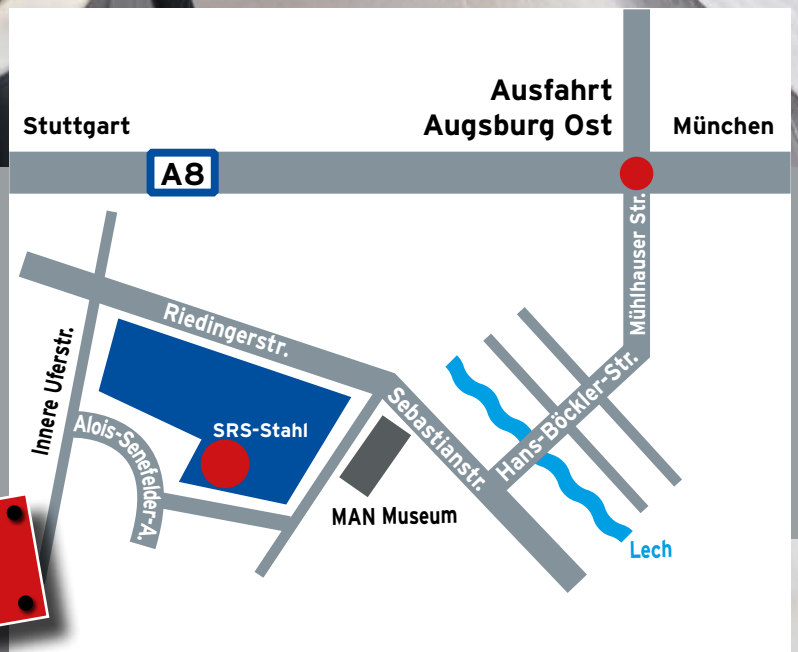 Ausfahrt
Augsburg Ost
Stuttgart
München
A8
Mühlhauser Str.
Riedingerstr.
Innere Uferstr.
Hans-Böckler-Str.
Sebastianstr.
SRS-Stahl
Alois-Senefelder-A.
MAN Museum
Lech